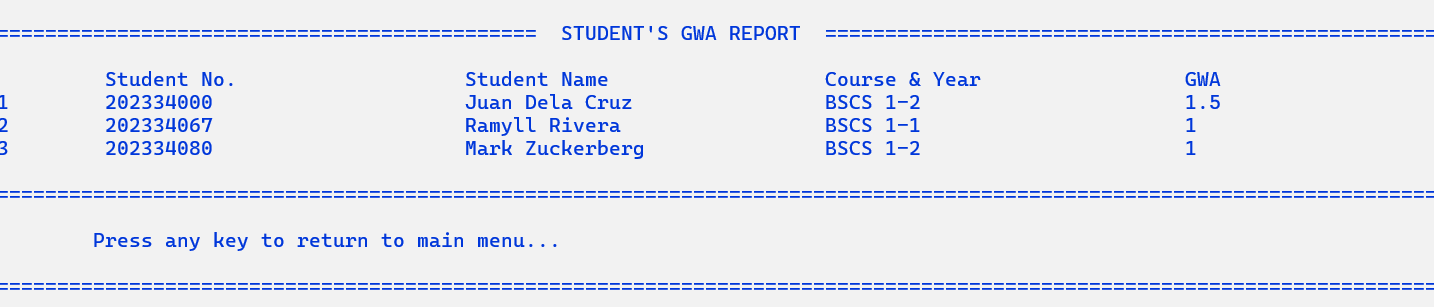 ============================================= STUDENT'S GWA REPORT ===================================================
Student No. Student Name Course & Year GWA
1 202334000 Juan Dela Cruz BSCS 1-2 1.5
2 202334067 Ramyll Rivera BSCS 1-1 1
3 202334080 Mark Zuckerberg BSCS 1-2 1
========================================================================================================================
Press any key to return to main menu...
========================================================================================================================